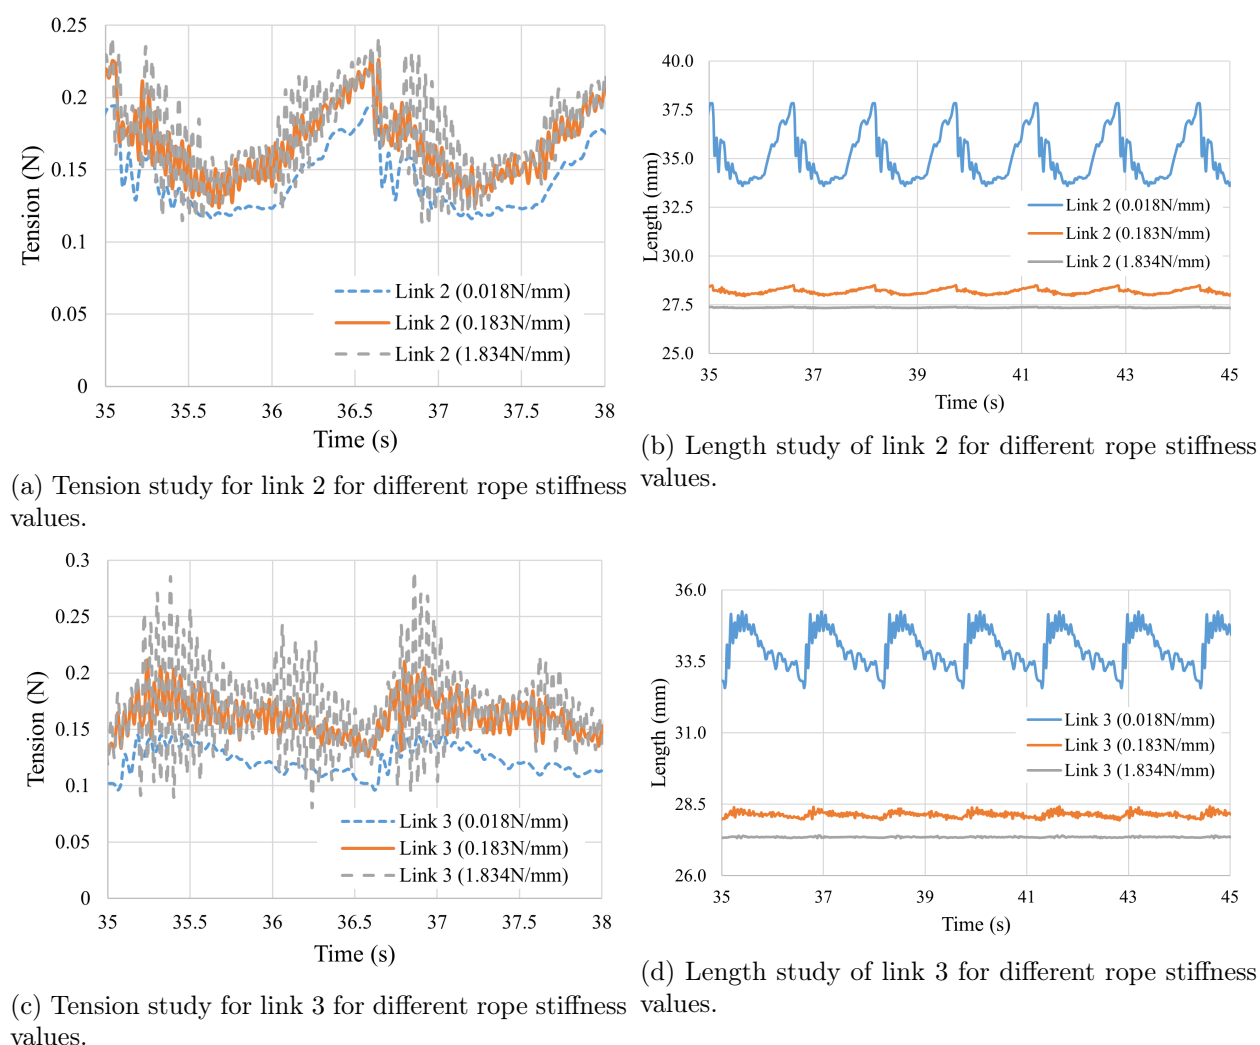 0.25
0.2
0.15
0.1
0.05
0
Tension (N)
35
35.5
36
36.5
37
37.5
38
Time (s)
Link 2 (0.018N/mm)
Link 2 (0.183N/mm)
Link 2 (1.834N/mm)
(a) Tension study for link 2 for different rope stiffness
values.
40.0
37.5
35.0
32.5
30.0
27.5
25.0
Length (mm)
35
37
39
41
43
45
Time (s)
Link 2 (0.018N/mm)
Link 2 (0.183N/mm)
Link 2 (1.834N/mm)
(b) Length study of link 2 for different rope stiffness
values.
0.3
0.25
0.2
0.15
0.1
0.05
0
Tension (N)
35
35.5
36
36.5
37
37.5
38
Time (s)
Link 3 (0.018N/mm)
Link 3 (0.183N/mm)
Link 3 (1.834N/mm)
(c) Tension study for link 3 for different rope stiffness
values.
36.0
33.5
31.0
28.5
26.0
Length (mm)
35
37
39
41
43
45
Time (s)
Link 3 (0.018N/mm)
Link 3 (0.183N/mm)
Link 3 (1.834N/mm)
(d) Length study of link 3 for different rope stiffness
values.